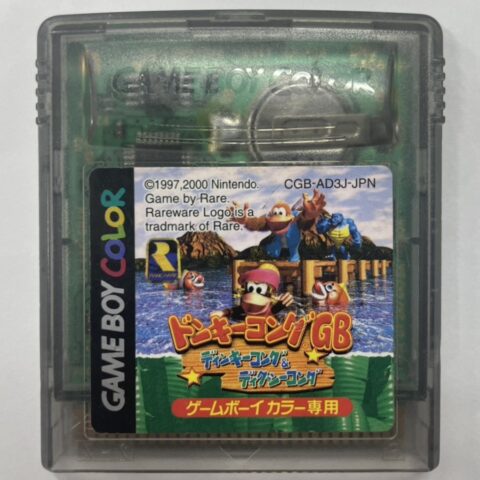 GAME BOY COLOR
©1997,2000 Nintendo.
Game by Rare.
Rareware Logo is a
trademark of Rare.
CGB-AD3J-JPN
GAME BOY COLOR
R
RAREWARE
ドンキーコングGB
ディンキーコング&
ディクシーコング
ゲームボーイ カラー専用